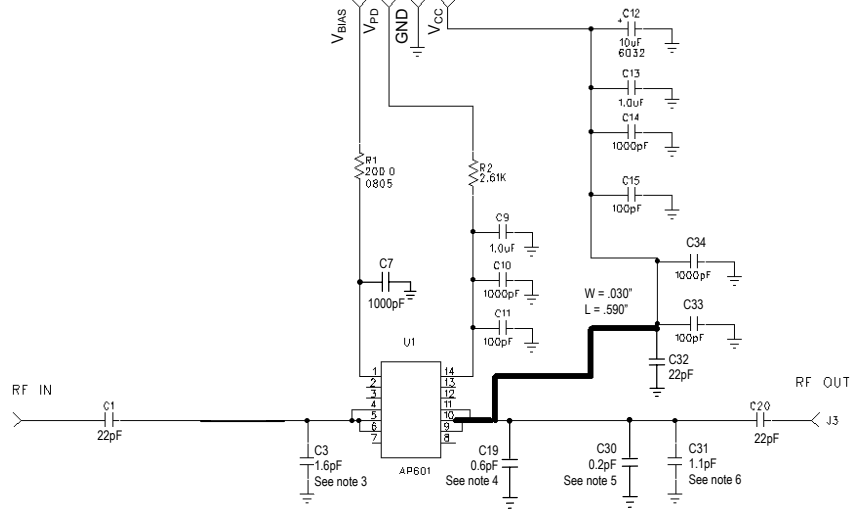 V_BIAS
V_PD
GND
V_CC
C12
+
10uF
6032
C13
1.0uF
C14
1000pF
C15
100pF
R1
200 0
0805
R2
2.61K
C9
1.0uF
C10
1000pF
C11
100pF
C7
1000pF
C34
1000pF
C33
100pF
C32
22pF
W = .030"
L = .590"
U1
1
2
3
4
5
6
7
14
13
12
11
10
9
8
AP601
RF IN
C1
22pF
C3
1.6pF
See note 3
C19
0.6pF
See note 4
C30
0.2pF
See note 5
C31
1.1pF
See note 6
C20
22pF
RF OUT
J3